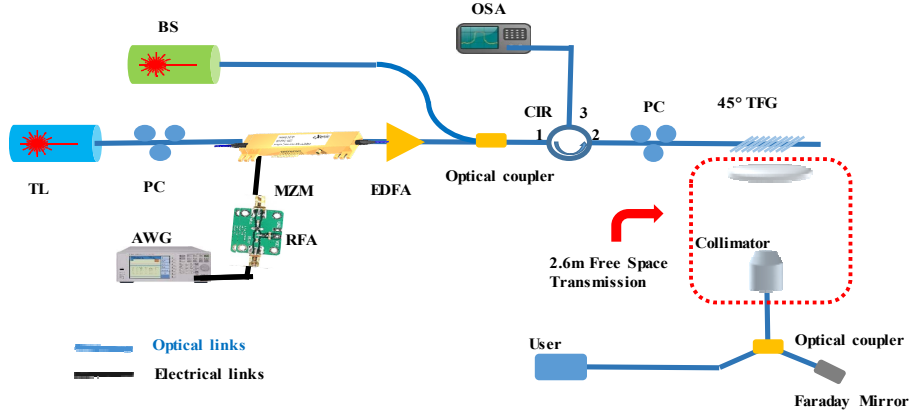 BS
OSA
CIR
3
1
2
PC
45° TFG
TL
PC
MZM
EDFA
Optical coupler
AWG
RFA
2.6m Free Space
Transmission
Collimator
Optical links
Electrical links
User
Optical coupler
Faraday Mirror